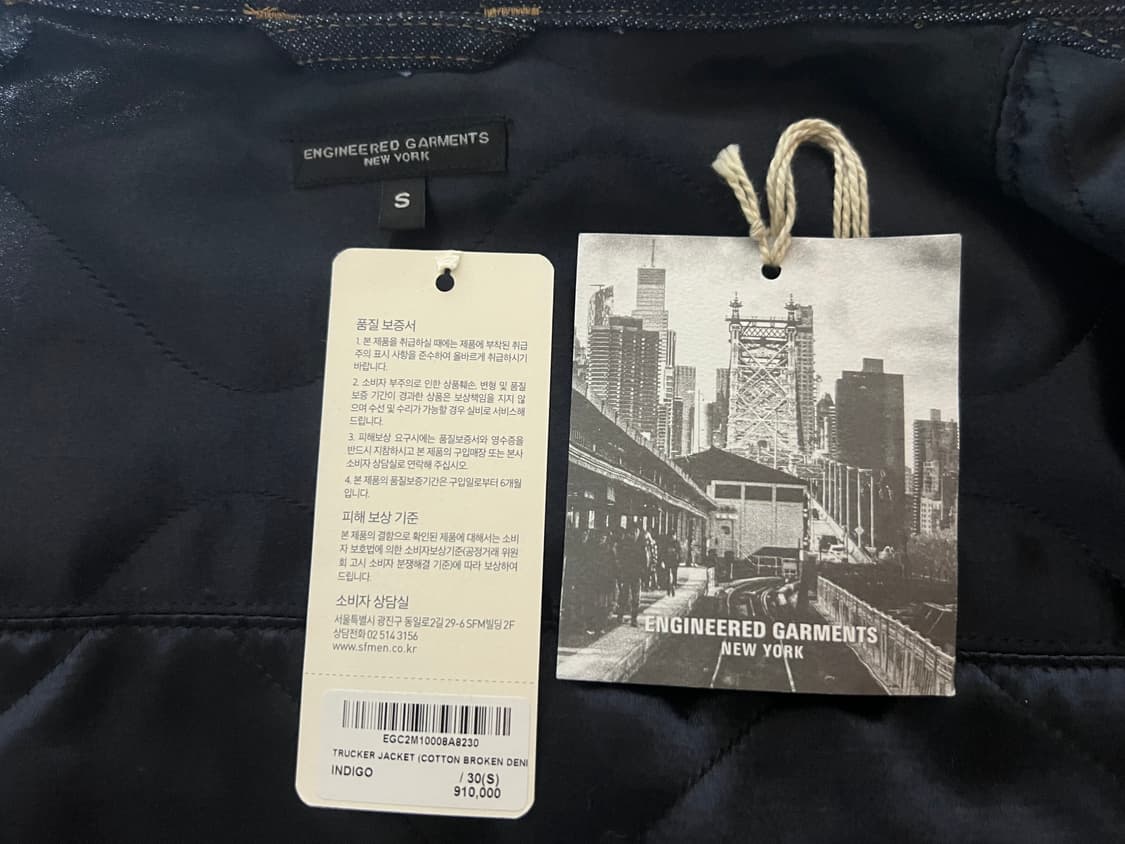 ENGINEERED GARMENTS
NEW YORK
S
품질 보증서
1. 본 제품을 취급하실 때에는 제품에 부착된 취급
주의 표시 사항을 준수하여 올바르게 취급하시기
바랍니다.
2. 소비자 부주의로 인한 상품훼손, 변형 및 품질
보증 기간이 경과한 상품은 보상책임을 지지 않
으며 수선 및 수리가 가능할 경우 실비로 서비스해
드립니다.
3. 피해보상 요구시에는 품질보증서와 영수증을
반드시 지참하시고 본 제품의 구입매장 또는 본사
소비자 상담실로 연락해 주십시오.
4. 본 제품의 품질보증기간은 구입일로부터 6개월
입니다.
피해 보상 기준
본 제품의 결함으로 확인된 제품에 대해서는 소비
자 보호법에 의한 소비자보상기준(공정거래 위원
회 고시 소비자 분쟁해결 기준)에 따라 보상하여
드립니다.
소비자 상담실
서울특별시 광진구 동일로2길 29-6 SFM빌딩 2F
상담전화 02 514 3156
www.sfmen.co.kr
EGC2M10008A8230
TRUCKER JACKET (COTTON BROKEN DENI
INDIGO / 30(S)
910,000
ENGINEERED GARMENTS
NEW YORK